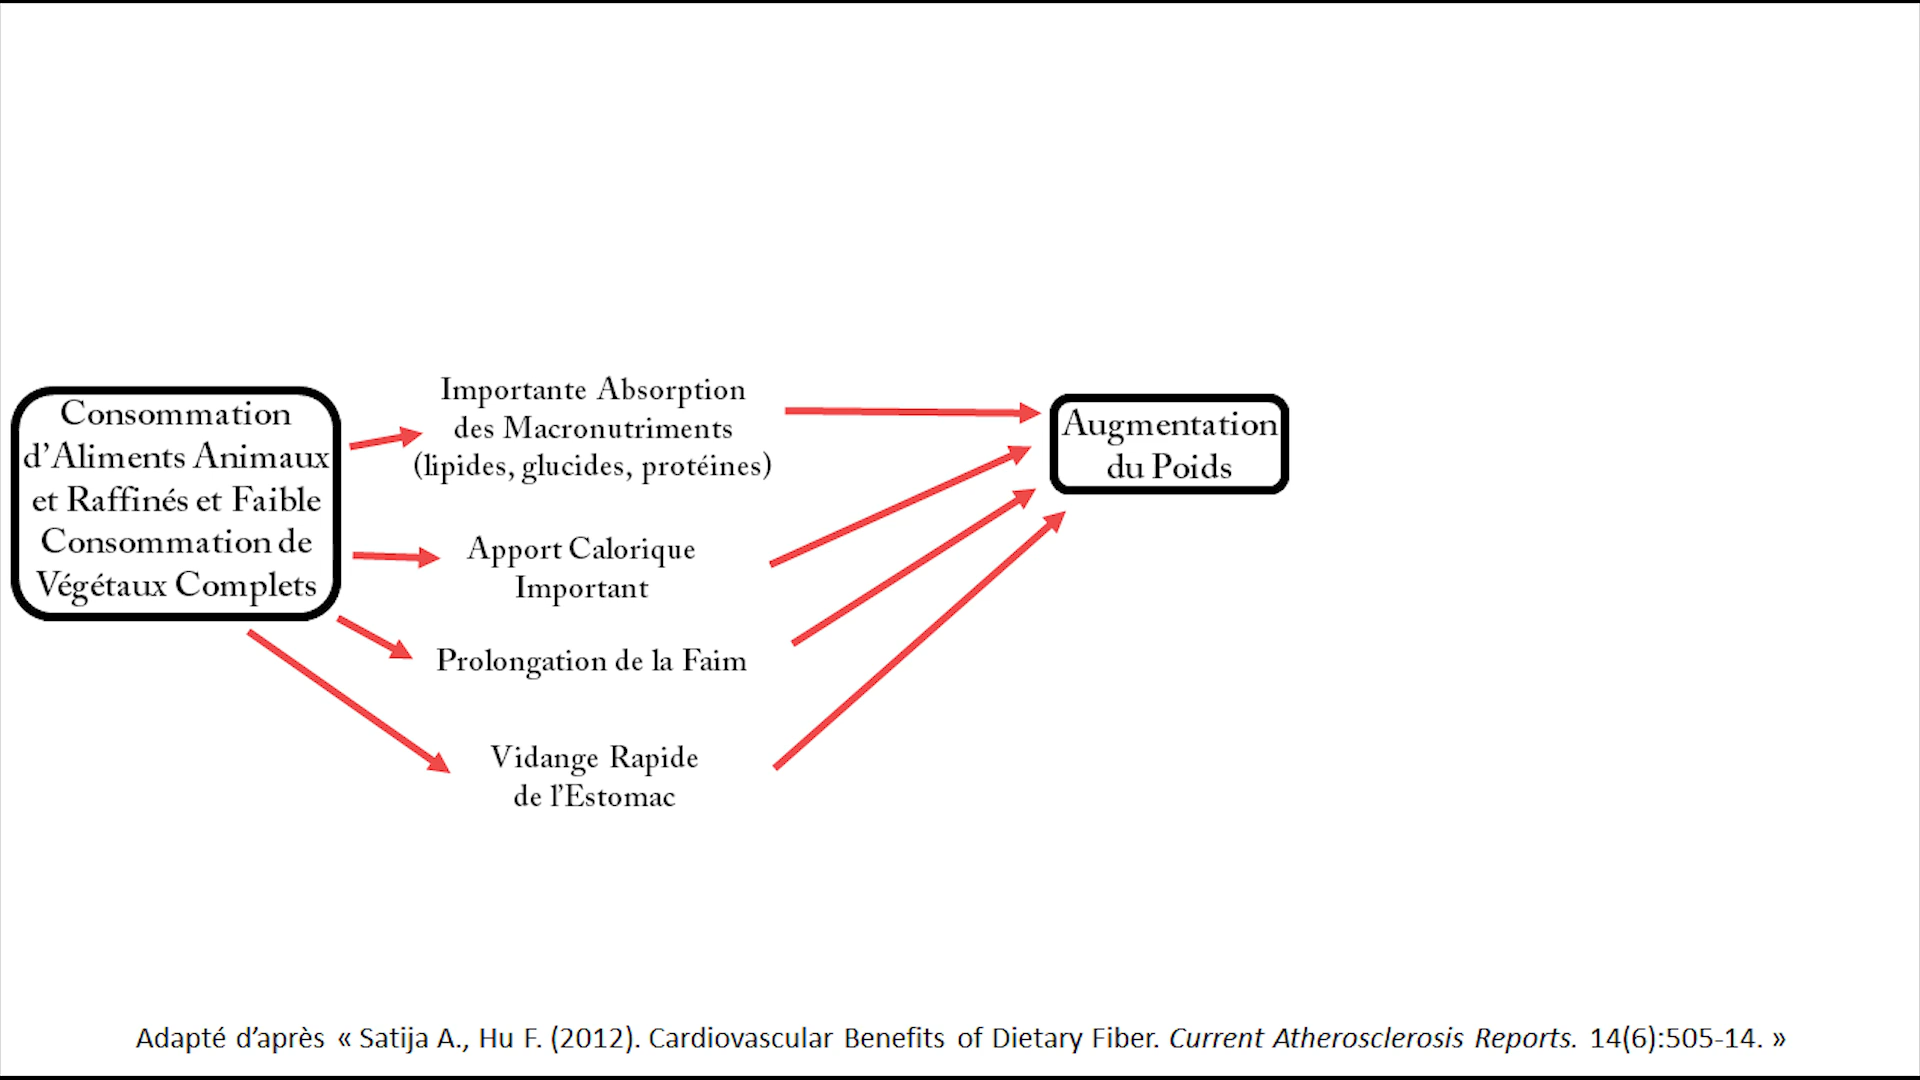 Consommation
d’Aliments Animaux
et Raffinés et Faible
Consommation de
Végétaux Complets
Importante Absorption
des Macronutriments
(lipides, glucides, protéines)
Apport Calorique
Important
Prolongation de la Faim
Vidange Rapide
de l’Estomac
Augmentation
du Poids
Adapté d’après « Satija A., Hu F. (2012). Cardiovascular Benefits of Dietary Fiber. Current Atherosclerosis Reports. 14(6):505-14. »